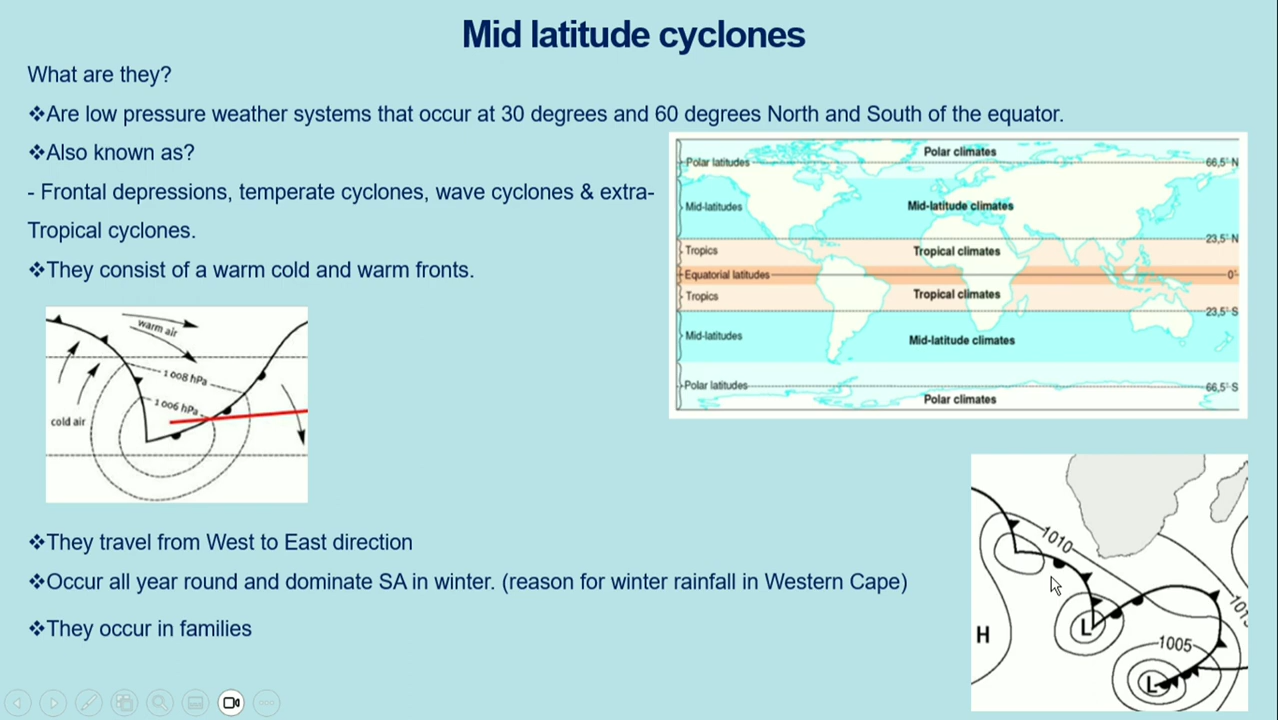 Mid latitude cyclones
What are they?
❖Are low pressure weather systems that occur at 30 degrees and 60 degrees North and South of the equator.
❖Also known as?
- Frontal depressions, temperate cyclones, wave cyclones & extra-
Tropical cyclones.
❖They consist of a warm cold and warm fronts.
Polar climates
Polar latitudes
66,5° N
Mid-latitudes
Mid-latitude climates
23,5° N
Tropics
Tropical climates
Equatorial latitudes
0°
Tropics
Tropical climates
23,5° S
Mid-latitudes
Mid-latitude climates
Polar latitudes
66,5° S
Polar climates
warm air
1 008 hPa
1 006 hPa
cold air
❖They travel from West to East direction
❖Occur all year round and dominate SA in winter. (reason for winter rainfall in Western Cape)
❖They occur in families
1010
H
L
1005
L